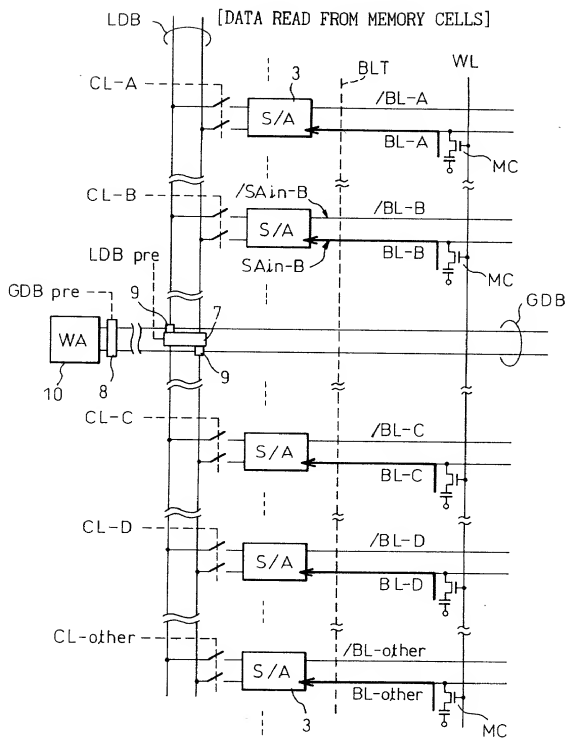 LDB
[DATA READ FROM MEMORY CELLS]
CL-A
3
BLT
WL
/BL-A
S/A
BL-A
MC
CL-B
/SAin-B
/BL-B
S/A
LDB pre
SAin-B
BL-B
MC
GDB pre
9
7
GDB
WA
10
8
9
CL-C
/BL-C
S/A
BL-C
CL-D
/BL-D
S/A
BL-D
CL-other
/BL-other
S/A
BL-other
3
MC